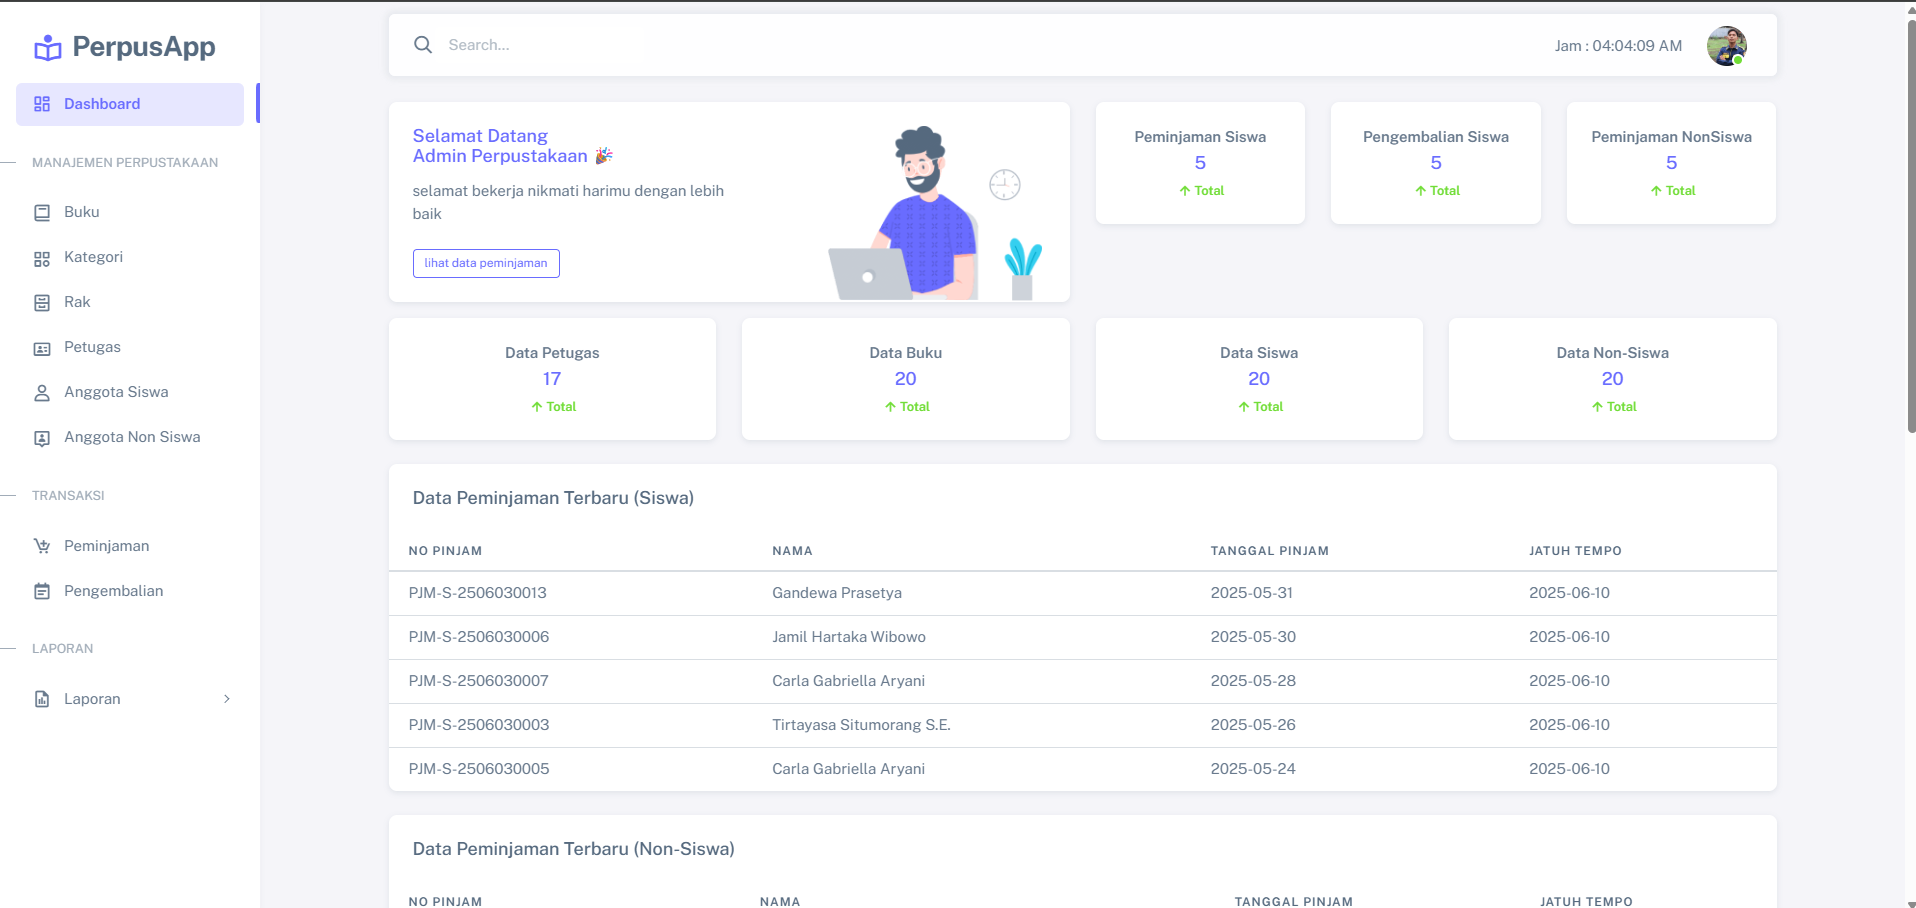 PerpusApp
Dashboard
MANAJEMEN PERPUSTAKAAN
Buku
Kategori
Rak
Petugas
Anggota Siswa
Anggota Non Siswa
TRANSAKSI
Peminjaman
Pengembalian
LAPORAN
Laporan
Search...
Jam : 04:04:09 AM
Selamat Datang
Admin Perpustakaan 🎉
selamat bekerja nikmati harimu dengan lebih
baik
lihat data peminjaman
Peminjaman Siswa
5
↑ Total
Pengembalian Siswa
5
↑ Total
Peminjaman NonSiswa
5
↑ Total
Data Petugas
17
↑ Total
Data Buku
20
↑ Total
Data Siswa
20
↑ Total
Data Non-Siswa
20
↑ Total
Data Peminjaman Terbaru (Siswa)
NO PINJAM NAMA TANGGAL PINJAM JATUH TEMPO
PJM-S-2506030013 Gandewa Prasetya 2025-05-31 2025-06-10
PJM-S-2506030006 Jamil Hartaka Wibowo 2025-05-30 2025-06-10
PJM-S-2506030007 Carla Gabriella Aryani 2025-05-28 2025-06-10
PJM-S-2506030003 Tirtayasa Situmorang S.E. 2025-05-26 2025-06-10
PJM-S-2506030005 Carla Gabriella Aryani 2025-05-24 2025-06-10
Data Peminjaman Terbaru (Non-Siswa)
NO PINJAM NAMA TANGGAL PINJAM JATUH TEMPO